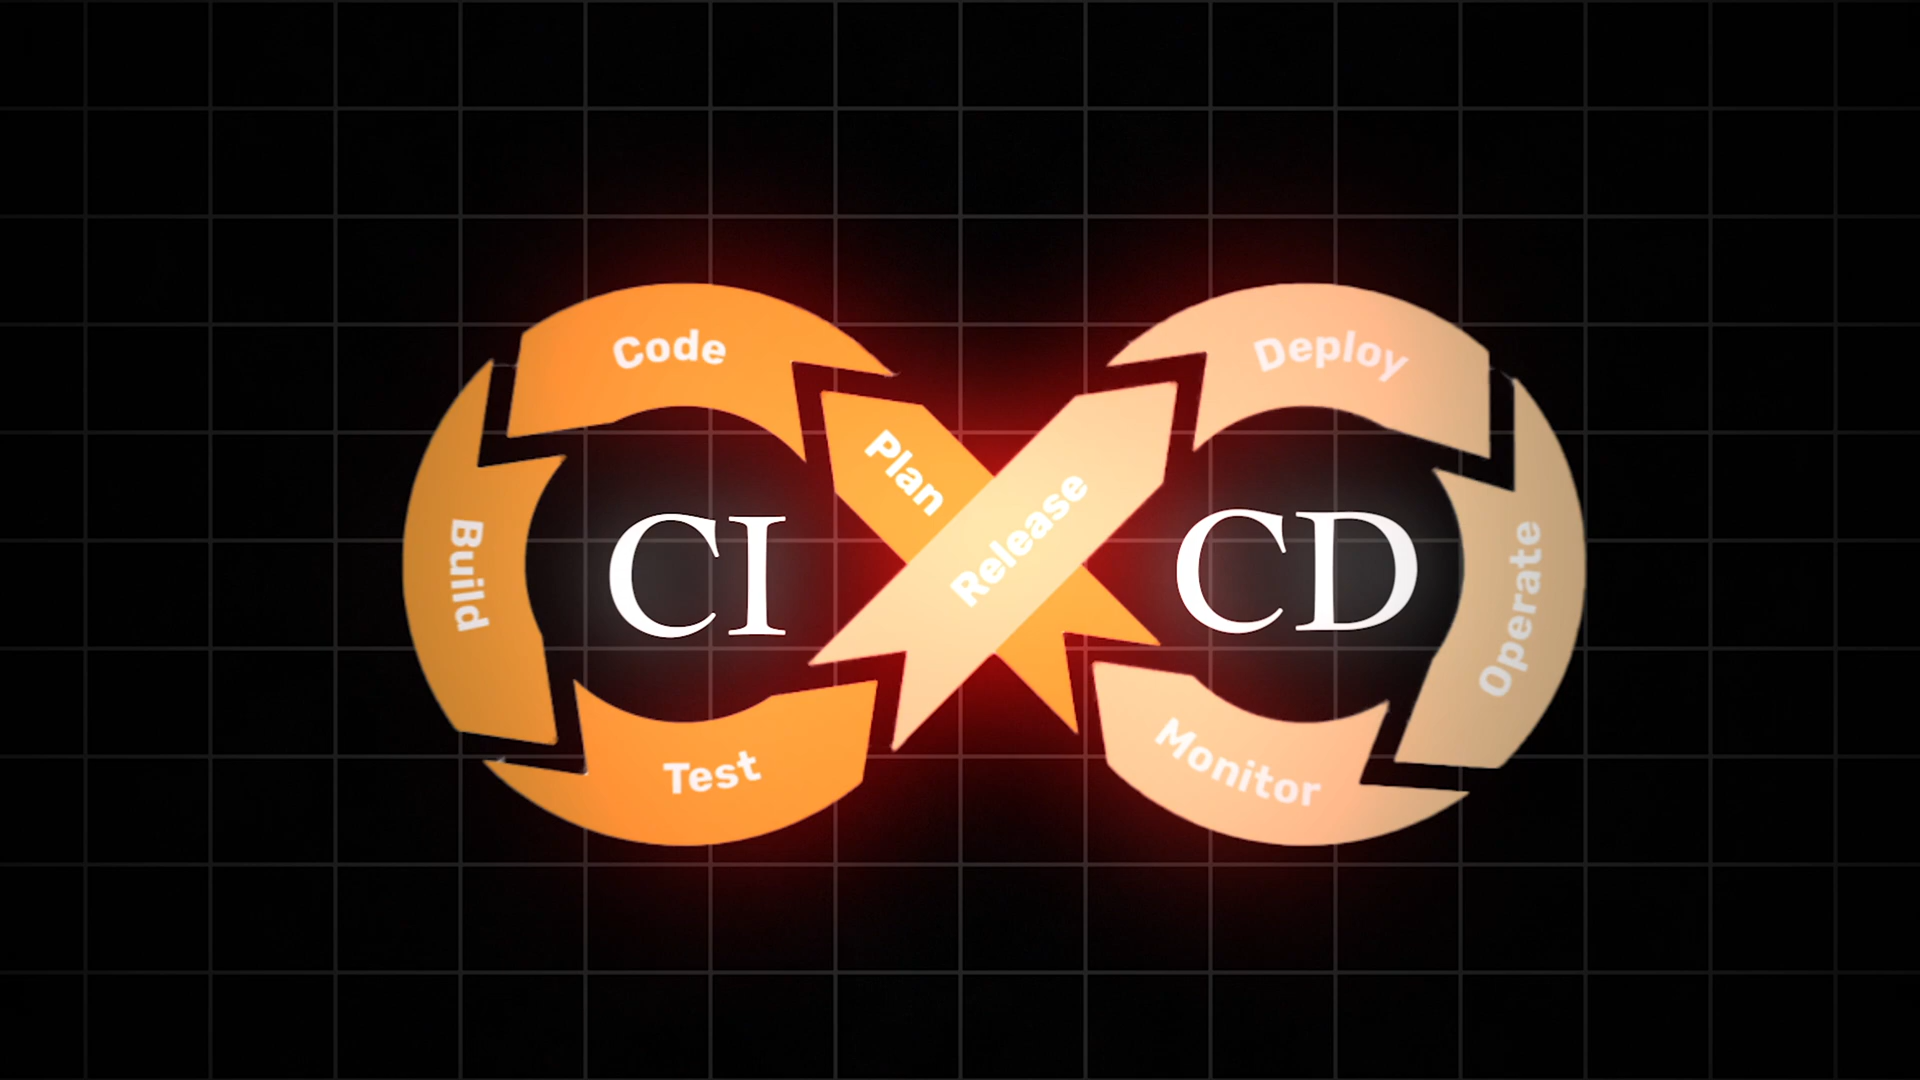 Code
Deploy
Plan
Release
Build
CI
CD
Operate
Test
Monitor